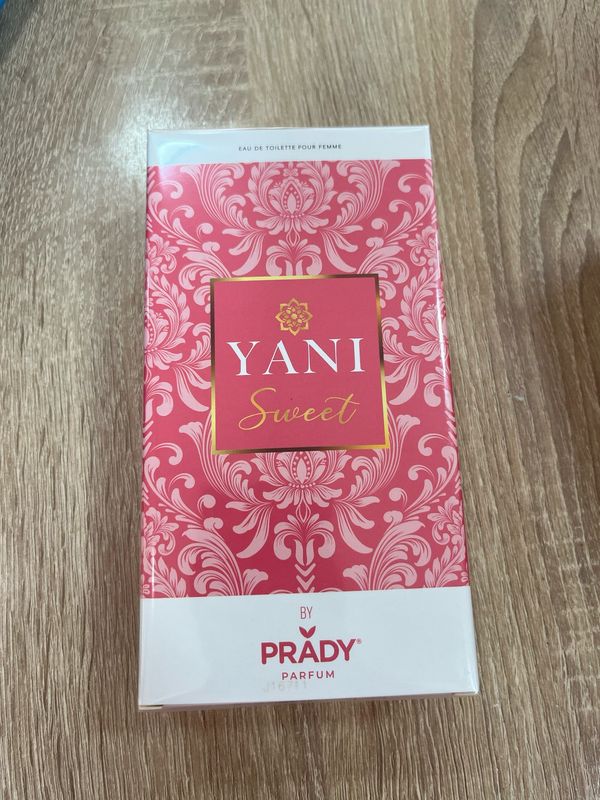 EAU DE TOILETTE POUR FEMME
YANI
Sweet
BY
PRADY®
PARFUM